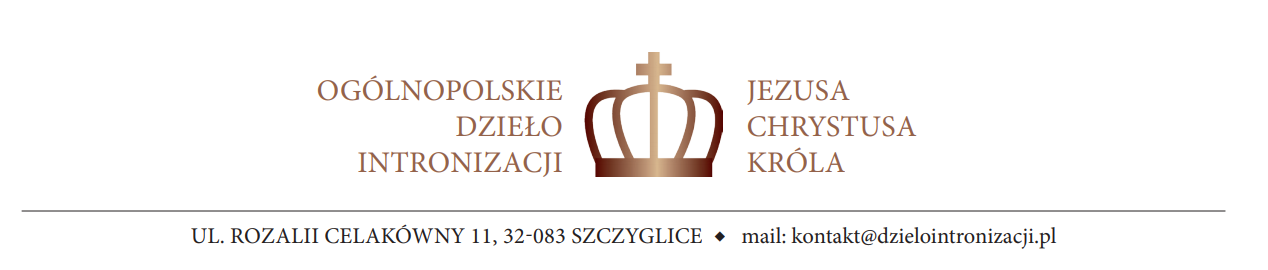 OGÓLNOPOLSKIE
DZIEŁO
INTRONIZACJI
JEZUSA
CHRYSTUSA
KRÓLA
UL. ROZALII CELAKÓWNY 11, 32-083 SZCZYGLICE ◆ mail: kontakt@dzielointronizacji.pl